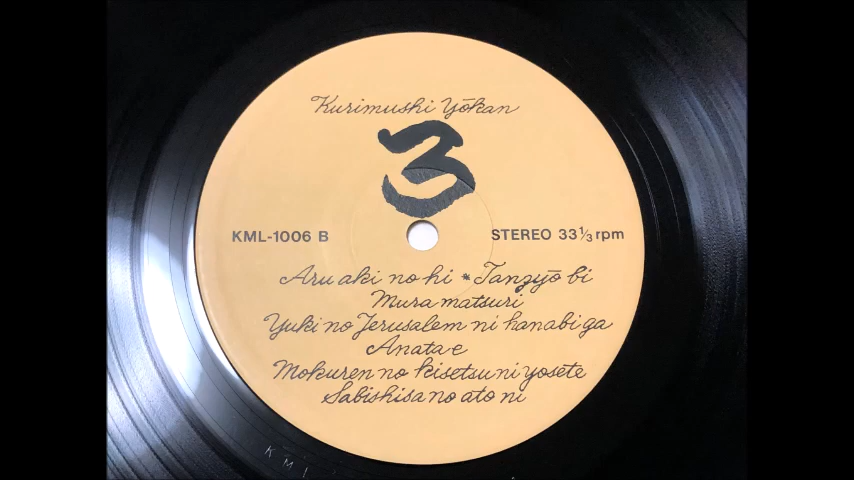 Kurimushi Yōkan
3
KML-1006 B
STEREO 33⅓ rpm
Aru aki no hi * Tanzyō bi
Mura matsuri
Yuki no Jerusalem ni hanabi ga
Anata e
Mokuren no kisetsu ni yosete
Sabishisa no ato ni
K M L